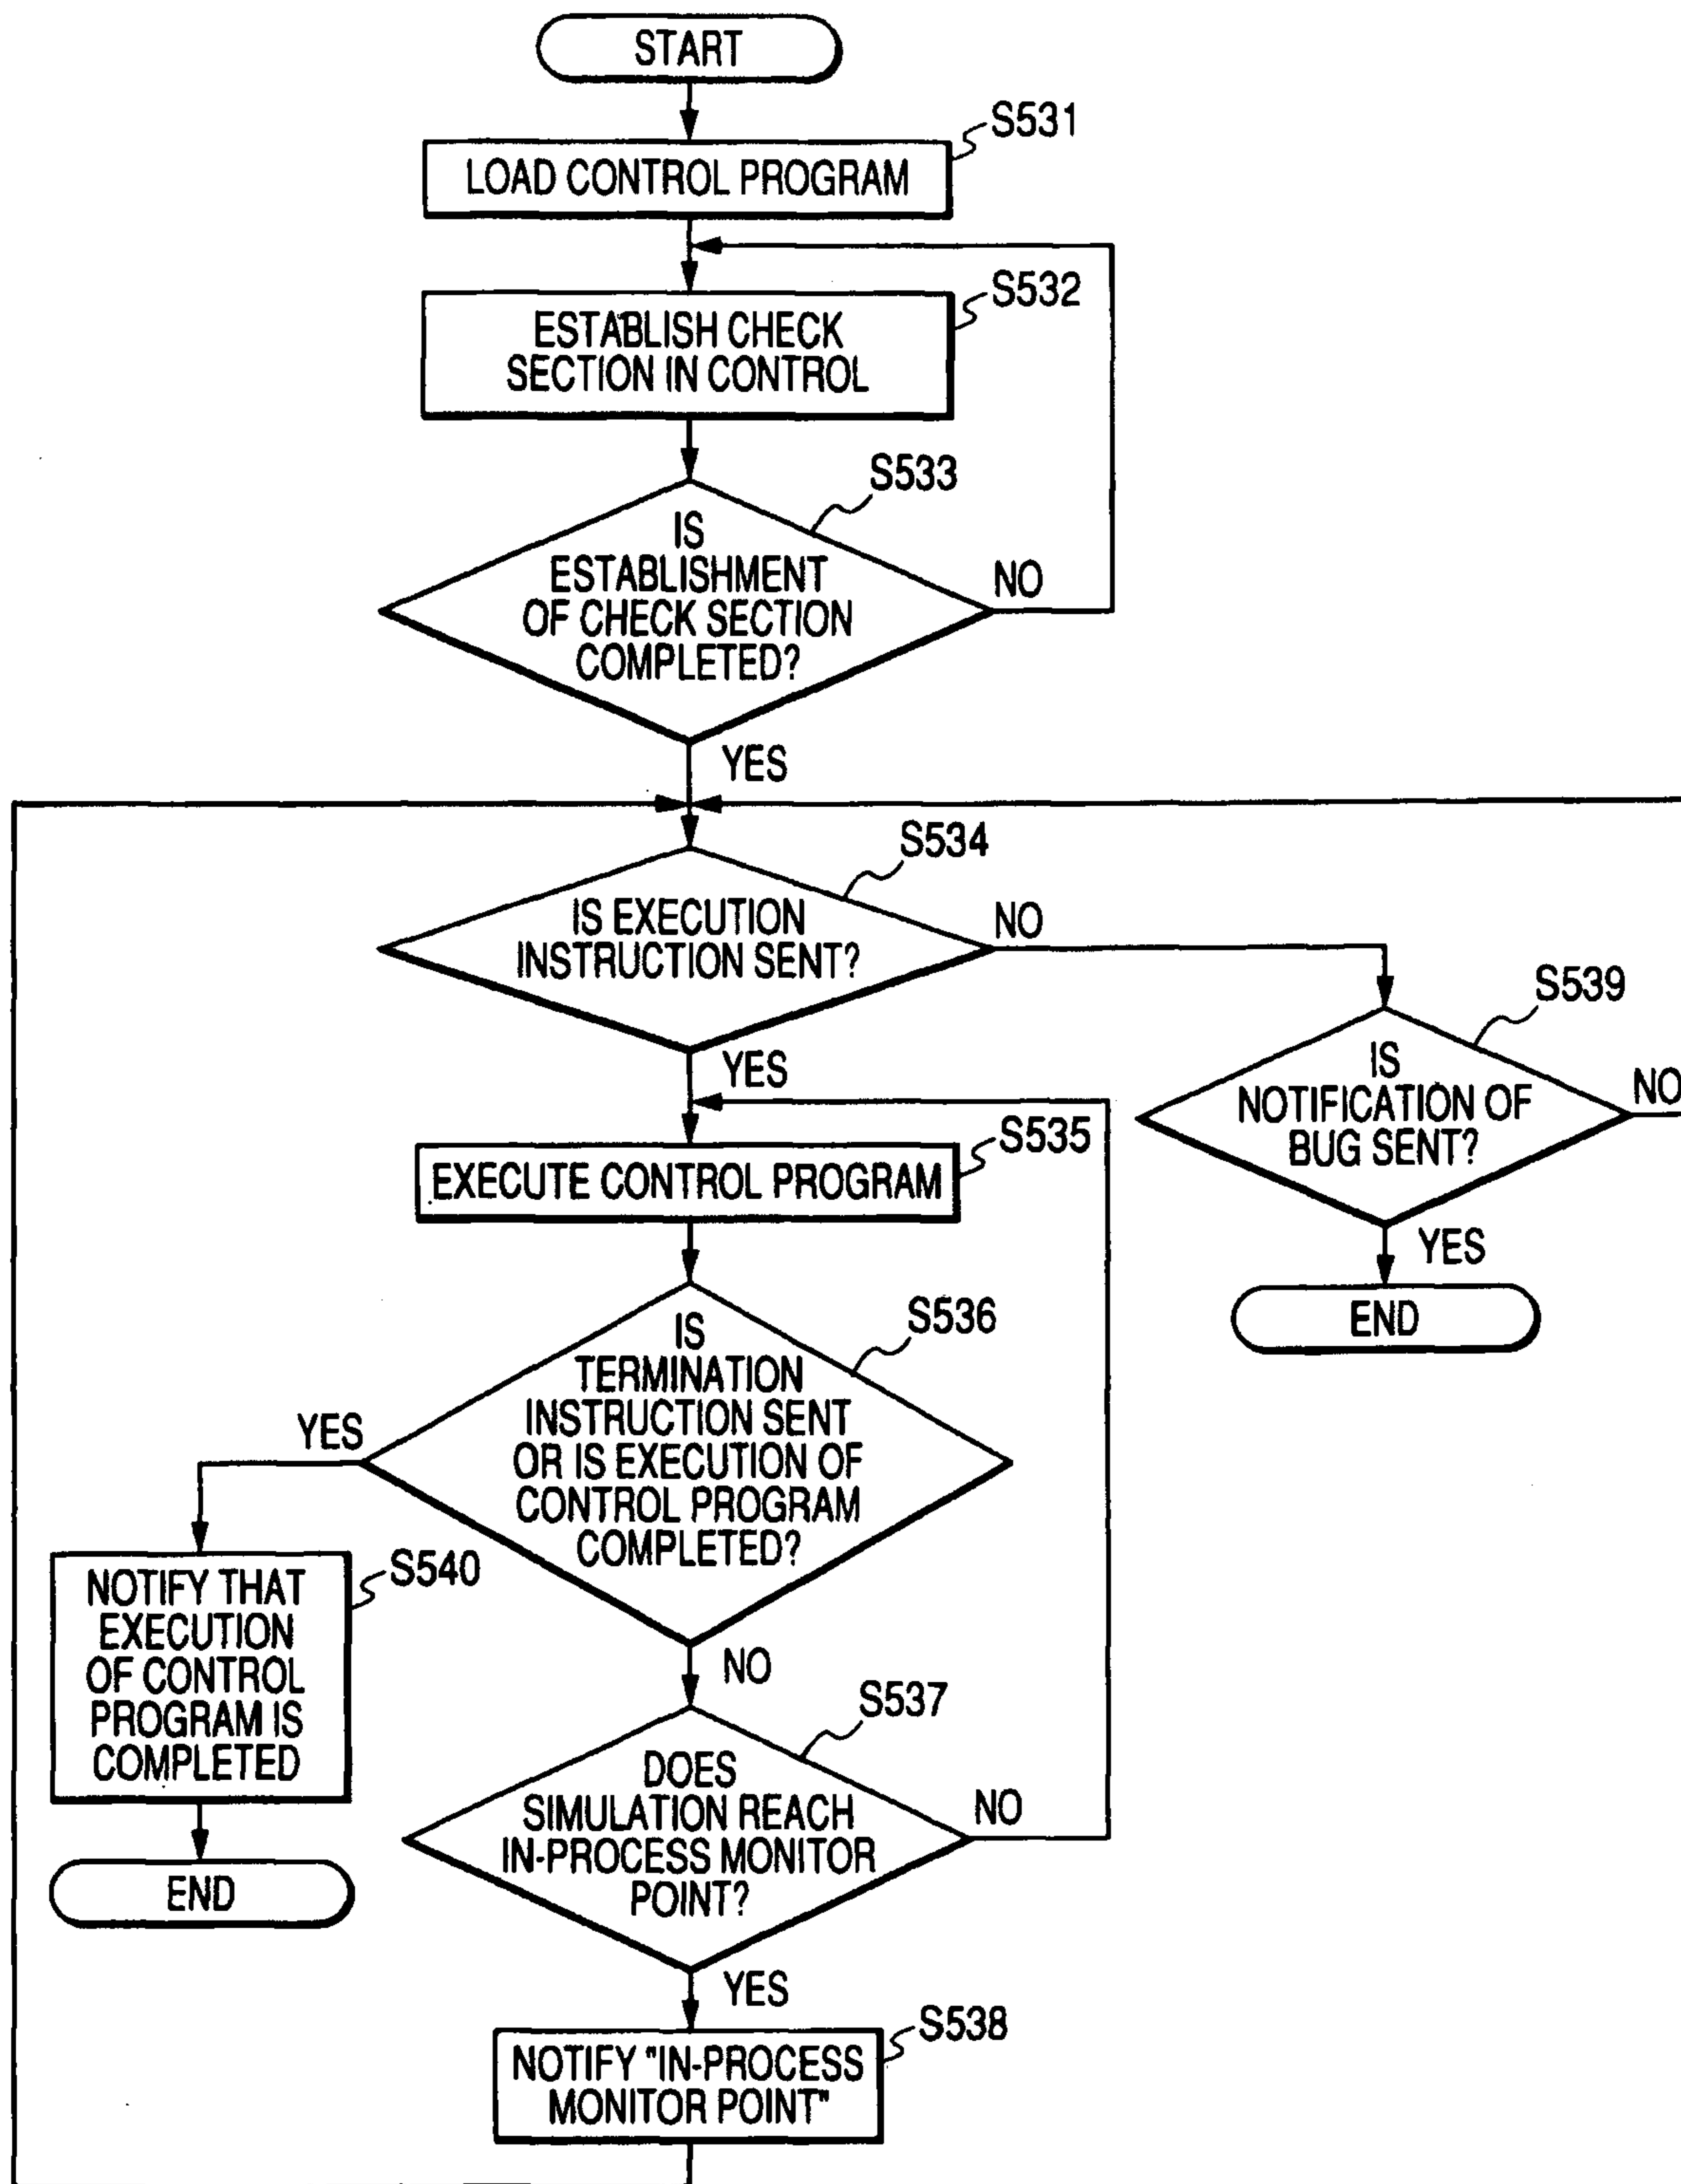 START
S531
LOAD CONTROL PROGRAM
S532
ESTABLISH CHECK
SECTION IN CONTROL
S533
IS
ESTABLISHMENT
OF CHECK SECTION
COMPLETED?
NO
YES
S534
IS EXECUTION
INSTRUCTION SENT?
NO
YES
S539
IS
NOTIFICATION OF
BUG SENT?
NO
YES
END
S535
EXECUTE CONTROL PROGRAM
S536
IS
TERMINATION
INSTRUCTION SENT
OR IS EXECUTION OF
CONTROL PROGRAM
COMPLETED?
YES
NO
S540
NOTIFY THAT
EXECUTION
OF CONTROL
PROGRAM IS
COMPLETED
END
S537
DOES
SIMULATION REACH
IN-PROCESS MONITOR
POINT?
NO
YES
S538
NOTIFY "IN-PROCESS
MONITOR POINT"